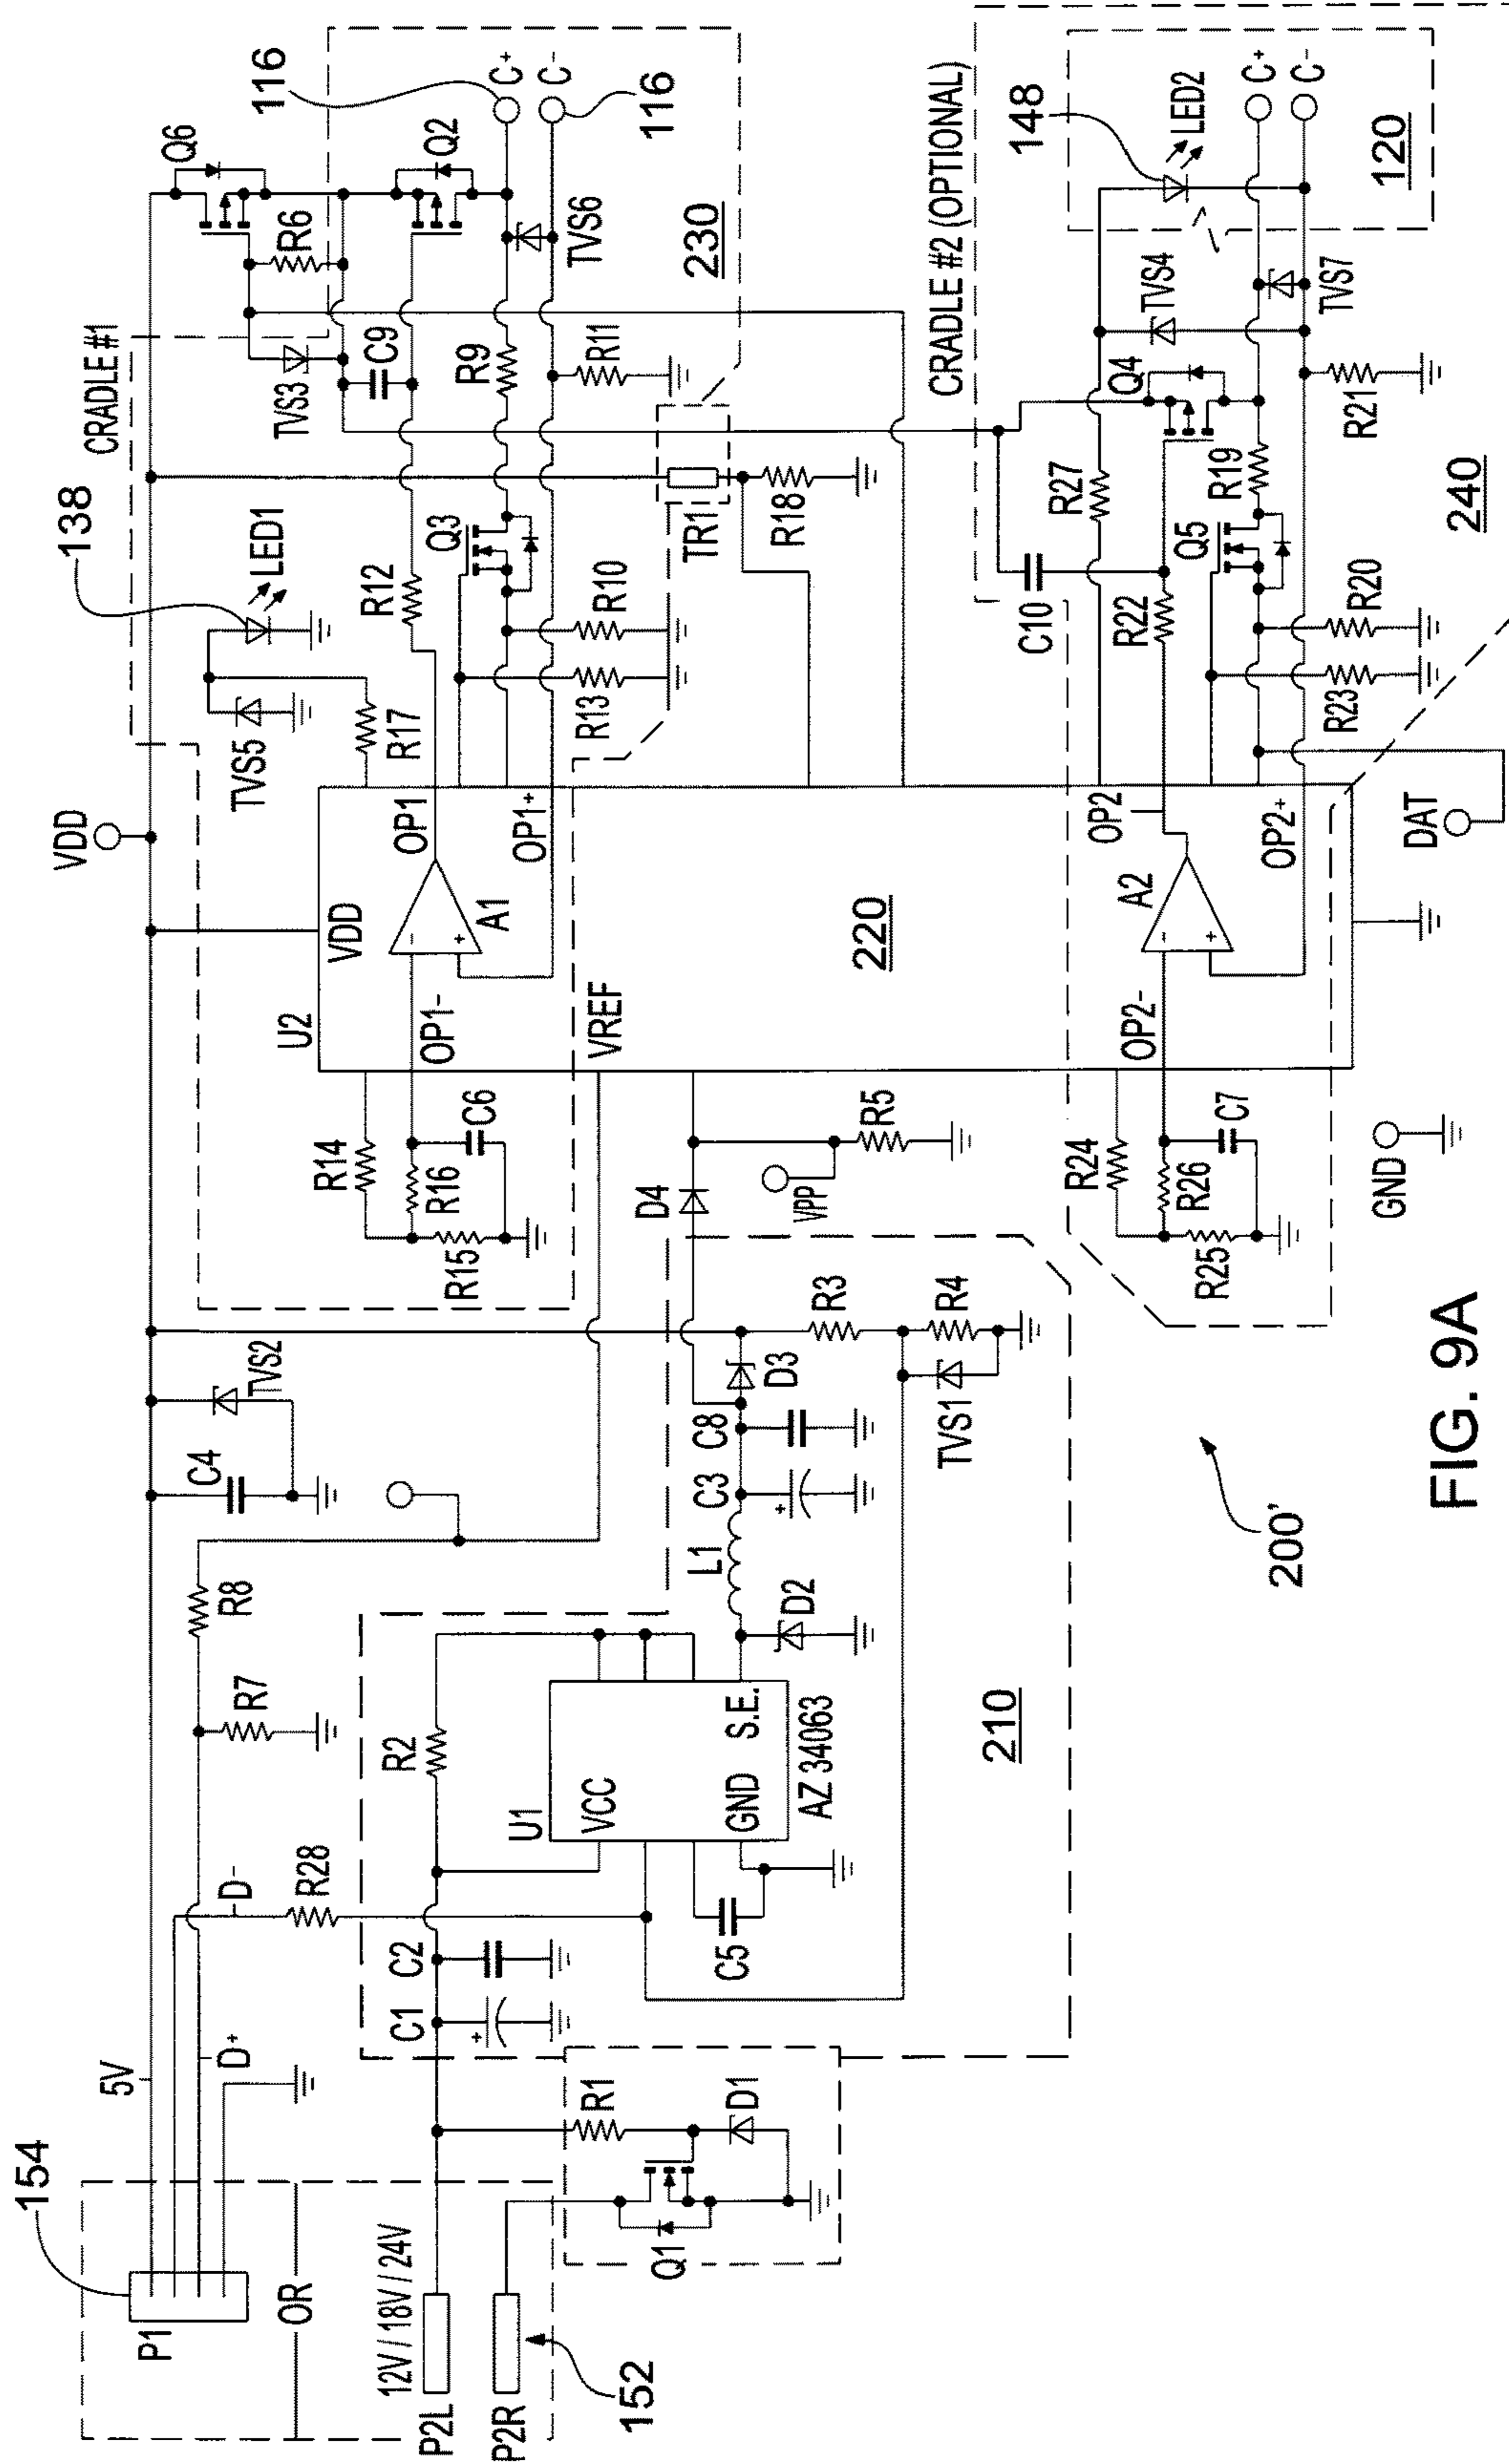 154
P1
OR
12V / 18V / 24V
P2L
P2R
152
5V
D+
D-
R28
R7
R8
C4
TVS2
VDD
Q1
R1
D1
C1
C2
R2
U1
VCC
GND
S.E.
AZ 34063
C5
210
D2
L1
C3
C8
D3
R3
R4
TVS1
D4
VPP
R5
200'
FIG. 9A
U2
VDD
OP1-
A1
OP1
OP1+
VREF
220
R14
R16
R15
C6
R24
R26
R25
C7
OP2-
A2
OP2
OP2+
GND
DAT
CRADLE #1
138
LED1
TVS5
R17
R12
Q3
R13
R10
TR1
R18
R9
R11
C9
TVS3
R6
Q6
Q2
116
C+
C-
116
TVS6
230
CRADLE #2 (OPTIONAL)
148
LED2
C+
C-
120
TVS4
TVS7
Q4
R21
R27
R19
C10
R22
Q5
R20
R23
240